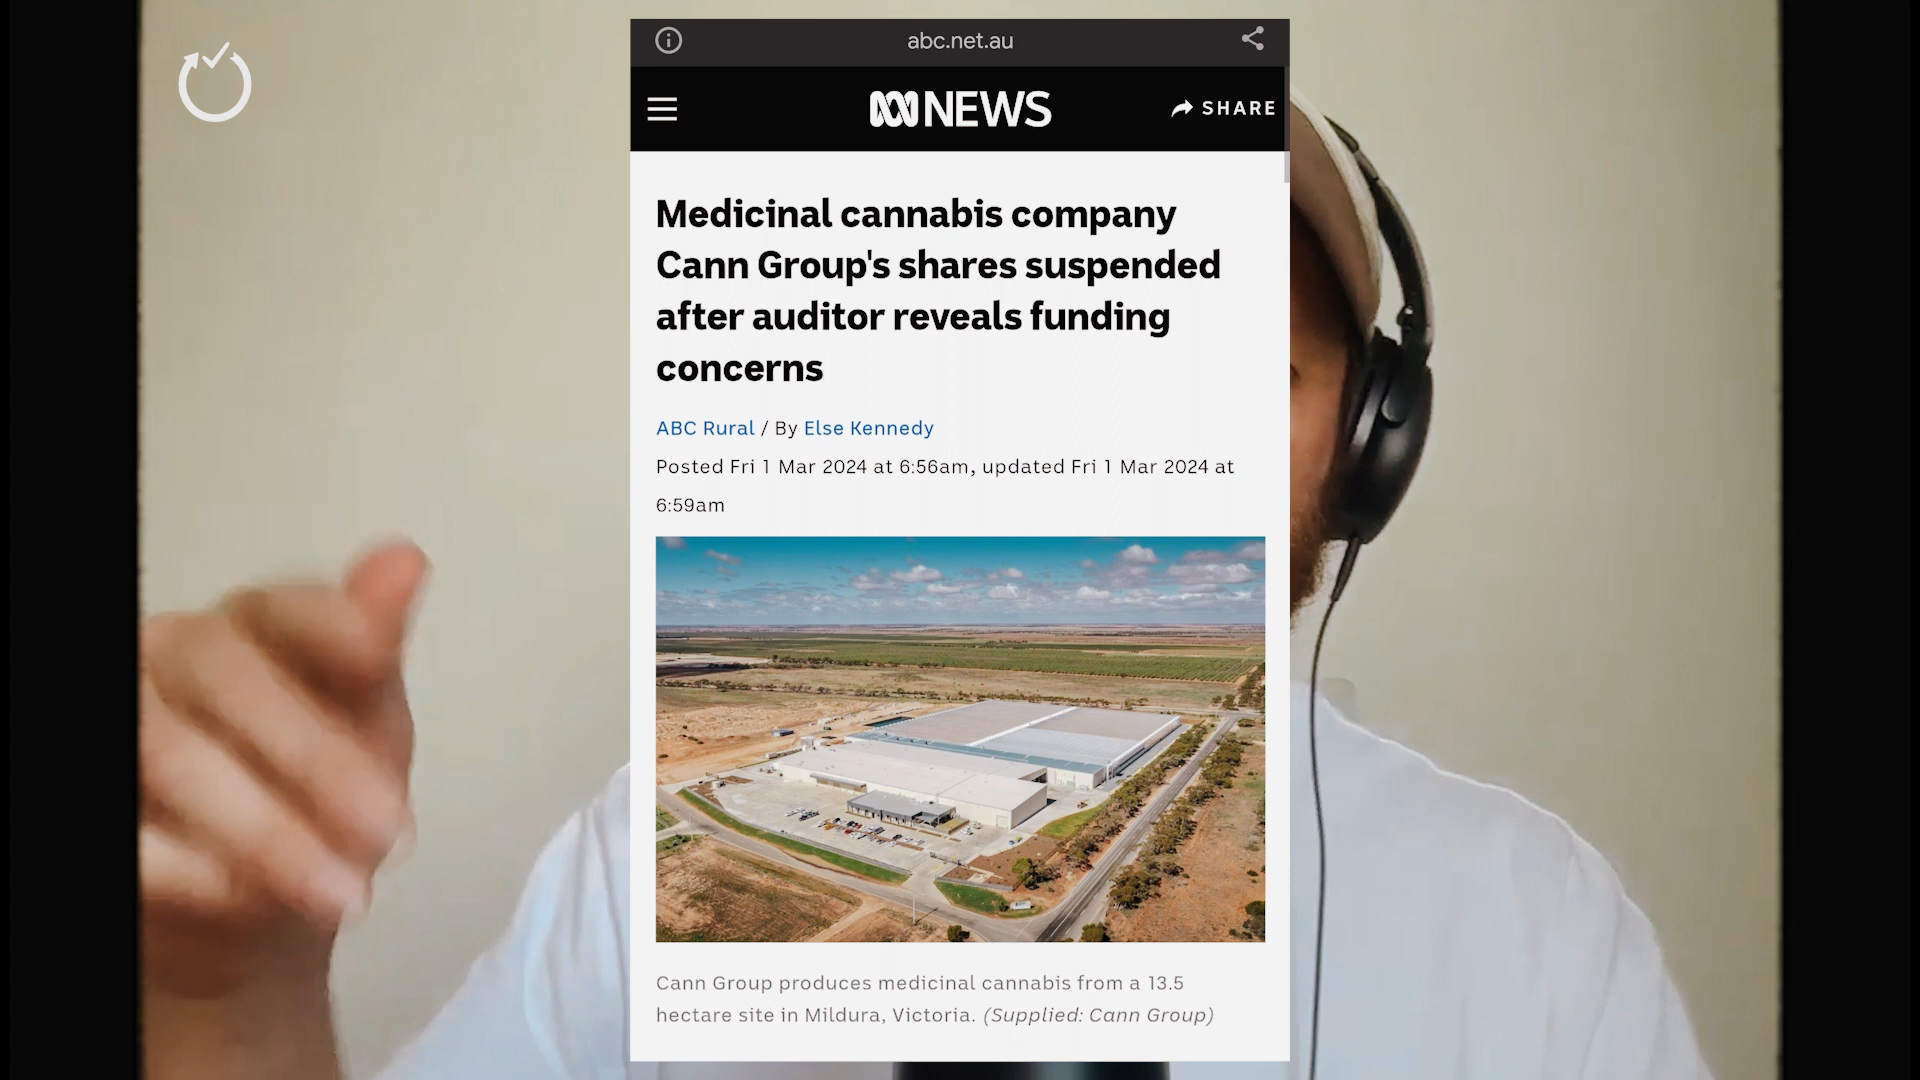 abc.net.au
NEWS
SHARE
Medicinal cannabis company
Cann Group's shares suspended
after auditor reveals funding
concerns
ABC Rural / By Else Kennedy
Posted Fri 1 Mar 2024 at 6:56am, updated Fri 1 Mar 2024 at
6:59am
Cann Group produces medicinal cannabis from a 13.5
hectare site in Mildura, Victoria. (Supplied: Cann Group)